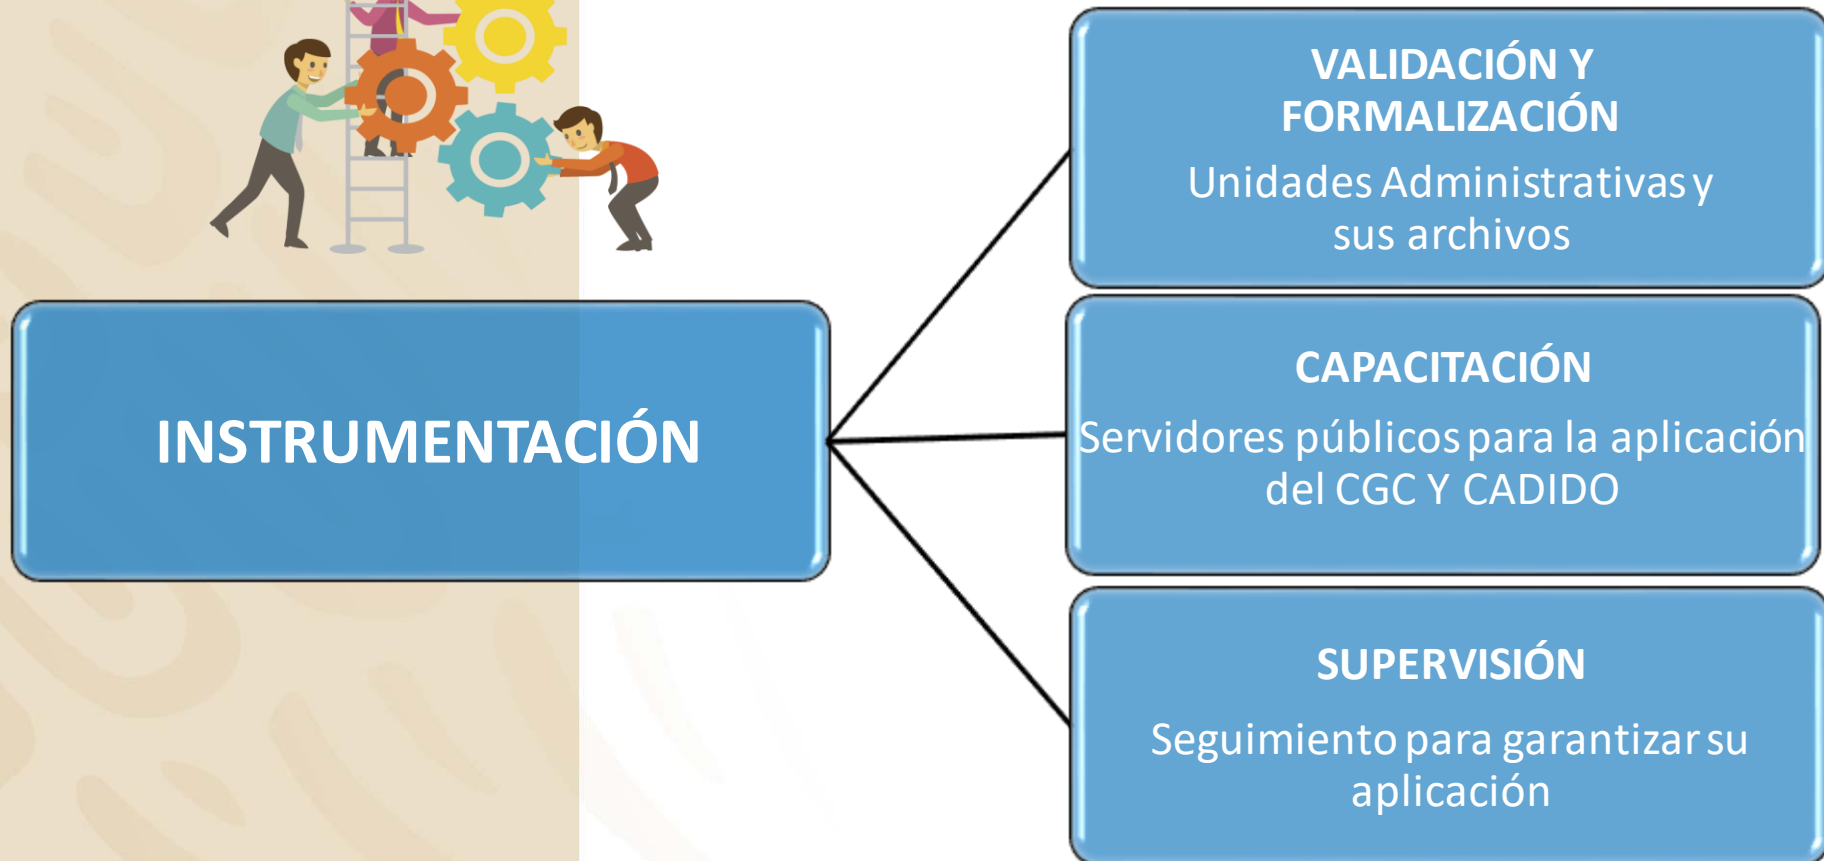 INSTRUMENTACIÓN
VALIDACIÓN Y
FORMALIZACIÓN
Unidades Administrativas y
sus archivos
CAPACITACIÓN
Servidores públicos para la aplicación
del CGC Y CADIDO
SUPERVISIÓN
Seguimiento para garantizar su
aplicación